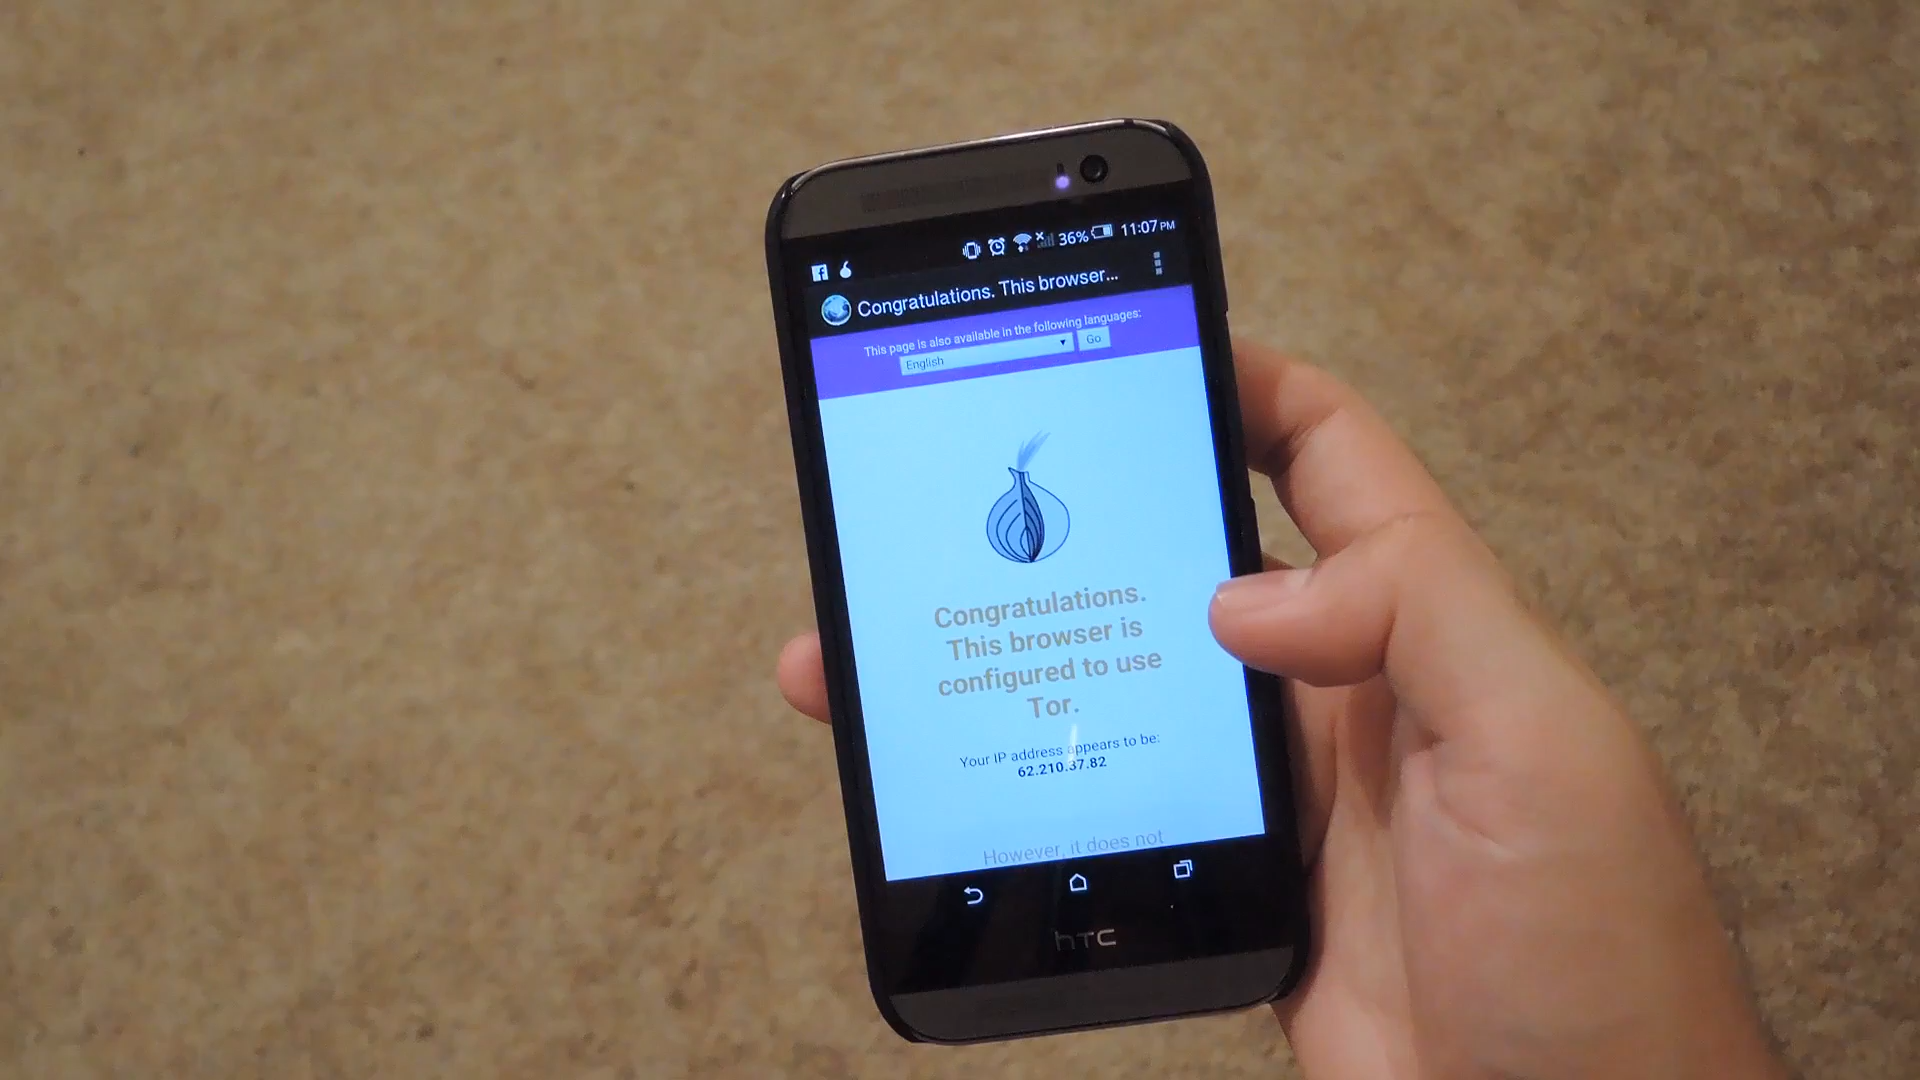 36% 11:07 PM
Congratulations. This browser...
This page is also available in the following languages:
English Go
Congratulations.
This browser is
configured to use
Tor.
Your IP address appears to be:
62.210.37.82
However, it does not
hTC